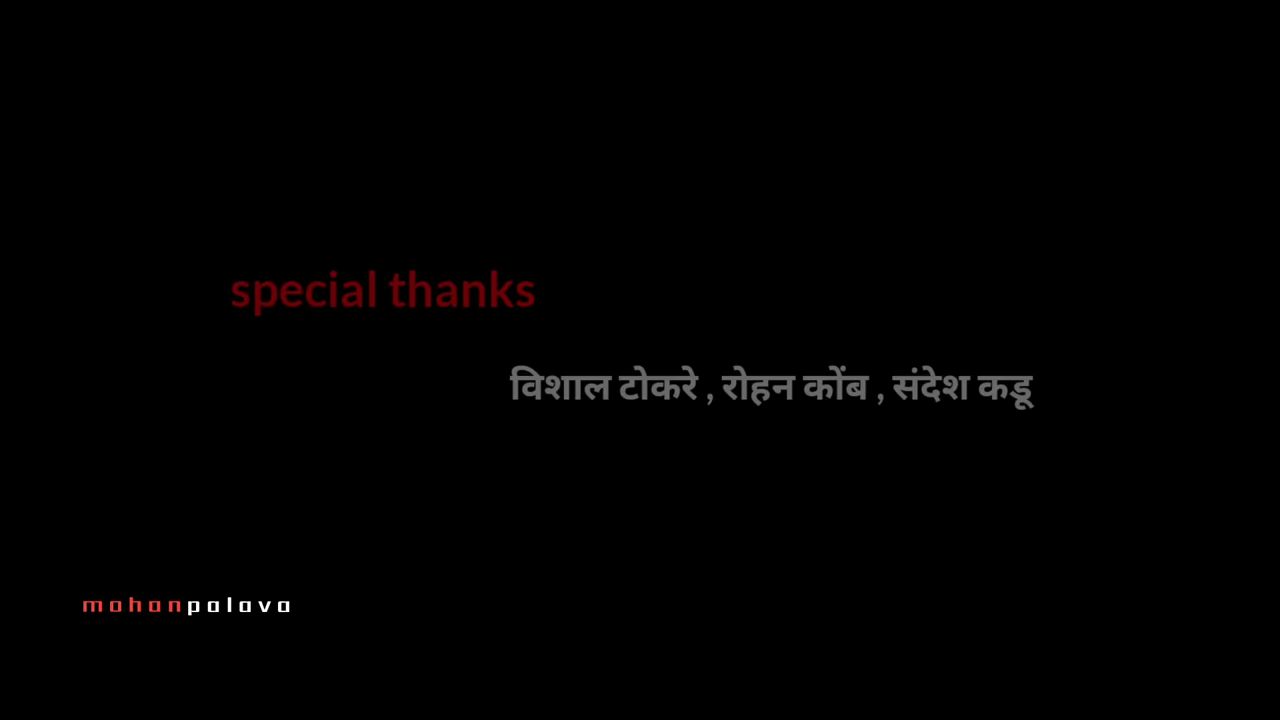 special thanks
विशाल टोकरे , रोहन कोंब , संदेश कडू
mohanpalava